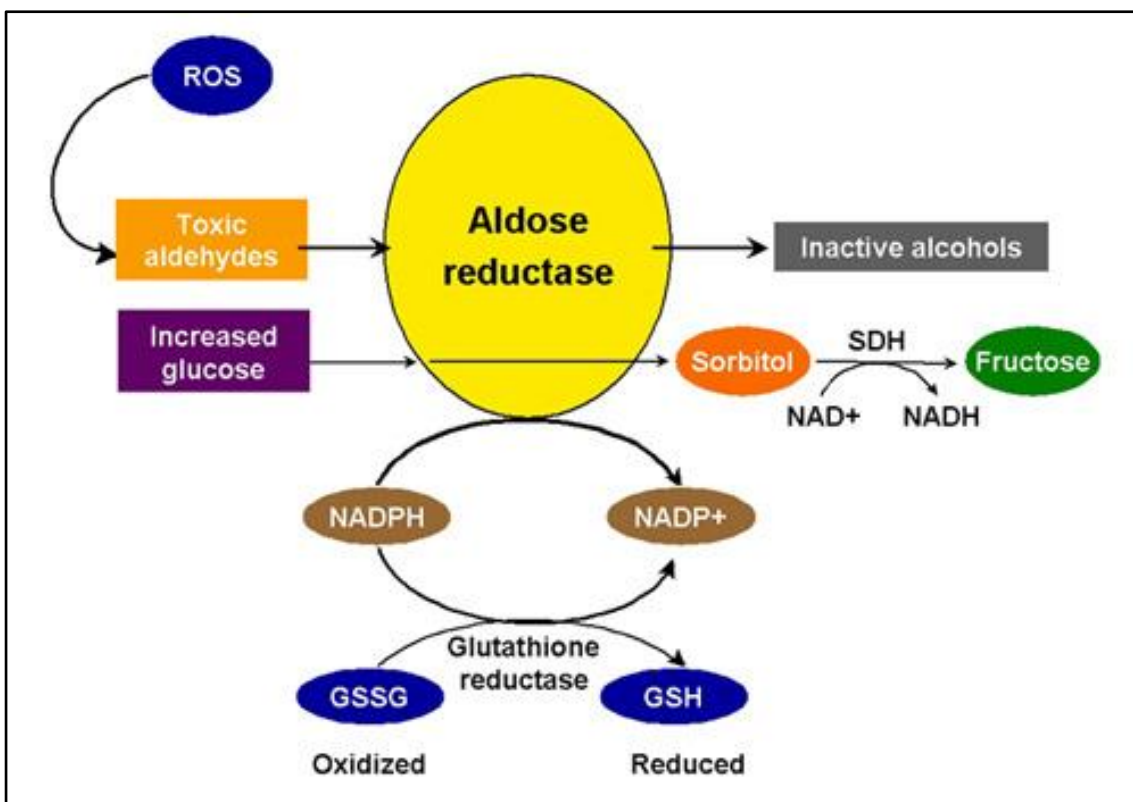 ROS
Toxic
aldehydes
Aldose
reductase
Inactive alcohols
Increased
glucose
Sorbitol
SDH
Fructose
NAD+
NADH
NADPH
NADP+
Glutathione
reductase
GSSG
GSH
Oxidized
Reduced